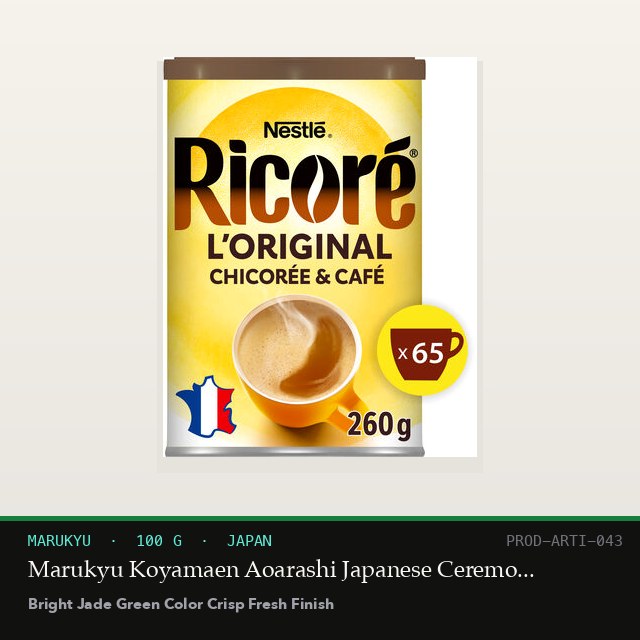 Nestlé®
Ricoré®
L'ORIGINAL
CHICORÉE & CAFÉ
x 65
260g
MARUKYU · 100 G · JAPAN
PROD-ARTI-043
Marukyu Koyamaen Aoarashi Japanese Ceremo...
Bright Jade Green Color Crisp Fresh Finish